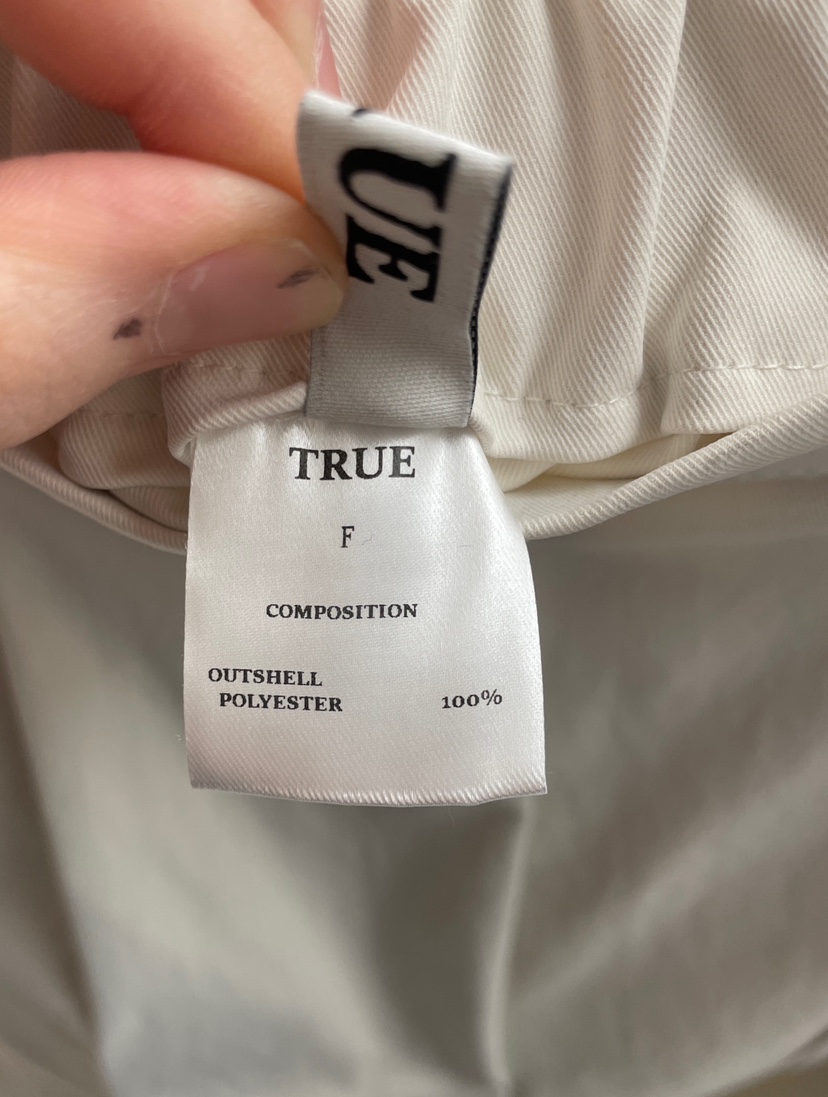 UE
TRUE
F
COMPOSITION
OUTSHELL
POLYESTER 100%